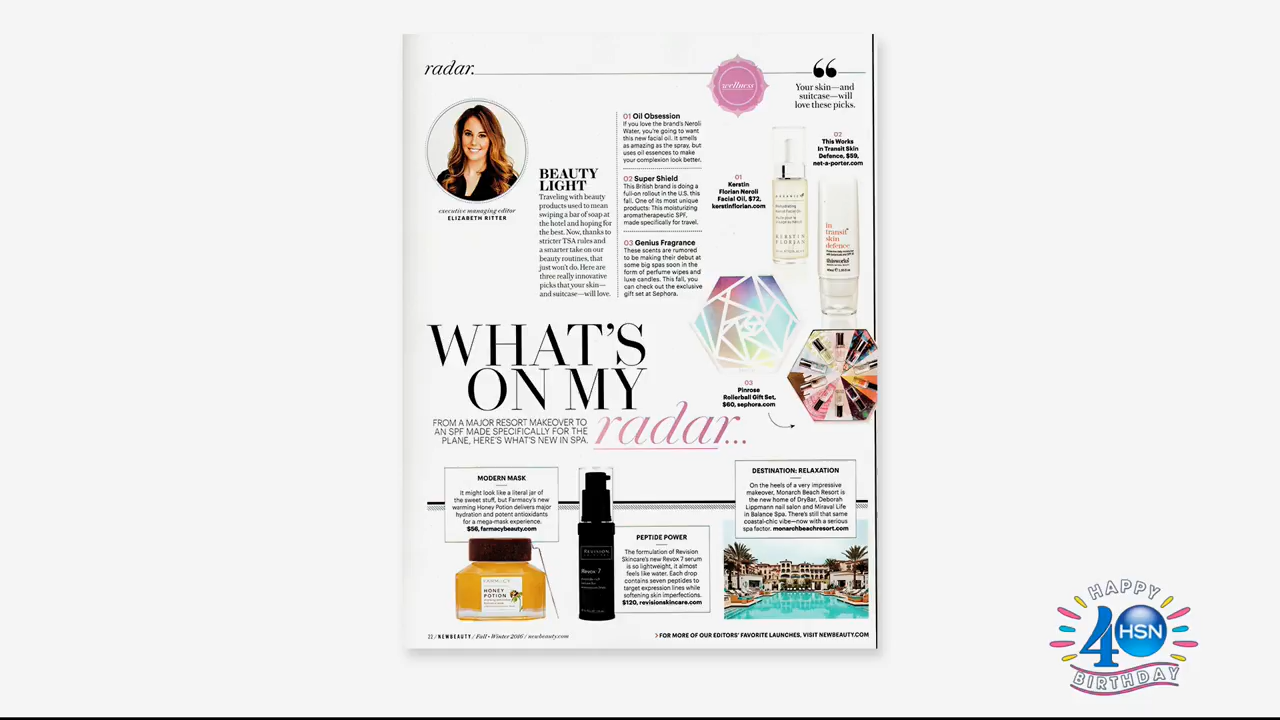 radar.
wellness
Your skin—and
suitcase—will
love these picks.
executive managing editor
ELIZABETH RITTER
BEAUTY
LIGHT
Traveling with beauty
products used to mean
swiping a bar of soap at
the hotel and hoping for
the best. Now, thanks to
stricter TSA rules and
a smarter take on our
beauty routines, that
just won't do. Here are
three really innovative
picks that your skin—
and suitcase—will love.
01 Oil Obsession
If you love the brand's Neroli
Water, you're going to want
this new facial oil. It smells
as amazing as the spray, but
uses oil essences to make
your complexion look better.
02 Super Shield
This British brand is doing a
full-on rollout in the U.S. this
fall. One of its most unique
products: This moisturizing
aromatherapeutic SPF,
made specifically for travel.
03 Genius Fragrance
These scents are rumored
to be making their debut at
some big spas soon in the
form of perfume wipes and
luxe candles. This fall, you
can check out the exclusive
gift set at Sephora.
01
Kerstin
Florian Neroli
Facial Oil, $72,
kerstinflorian.com
KERSTIN
FLORIAN
02
This Works
In Transit Skin
Defence, $59,
net-a-porter.com
in
transit
skin
defence
thisworks
03
Pinrose
Rollerball Gift Set,
$60, sephora.com
WHAT'S
ON MY
radar...
FROM A MAJOR RESORT MAKEOVER TO
AN SPF MADE SPECIFICALLY FOR THE
PLANE, HERE'S WHAT'S NEW IN SPA.
MODERN MASK
It might look like a literal jar of
the sweet stuff, but Farmacy's new
warming Honey Potion delivers major
hydration and potent antioxidants
for a mega-mask experience.
$56, farmacybeauty.com
FARMACY
HONEY
POTION
REVISION
Revox 7
PEPTIDE POWER
The formulation of Revision
Skincare's new Revox 7 serum
is so lightweight, it almost
feels like water. Each drop
contains seven peptides to
target expression lines while
softening skin imperfections.
$120, revisionskincare.com
DESTINATION: RELAXATION
On the heels of a very impressive
makeover, Monarch Beach Resort is
the new home of DryBar, Deborah
Lippmann nail salon and Miraval Life
in Balance Spa. There's still that same
coastal-chic vibe—now with a serious
spa factor. monarchbeachresort.com
22 / NEWBEAUTY / Fall • Winter 2016 / newbeauty.com
> FOR MORE OF OUR EDITORS' FAVORITE LAUNCHES, VISIT NEWBEAUTY.COM
HAPPY
40 HSN
BIRTHDAY